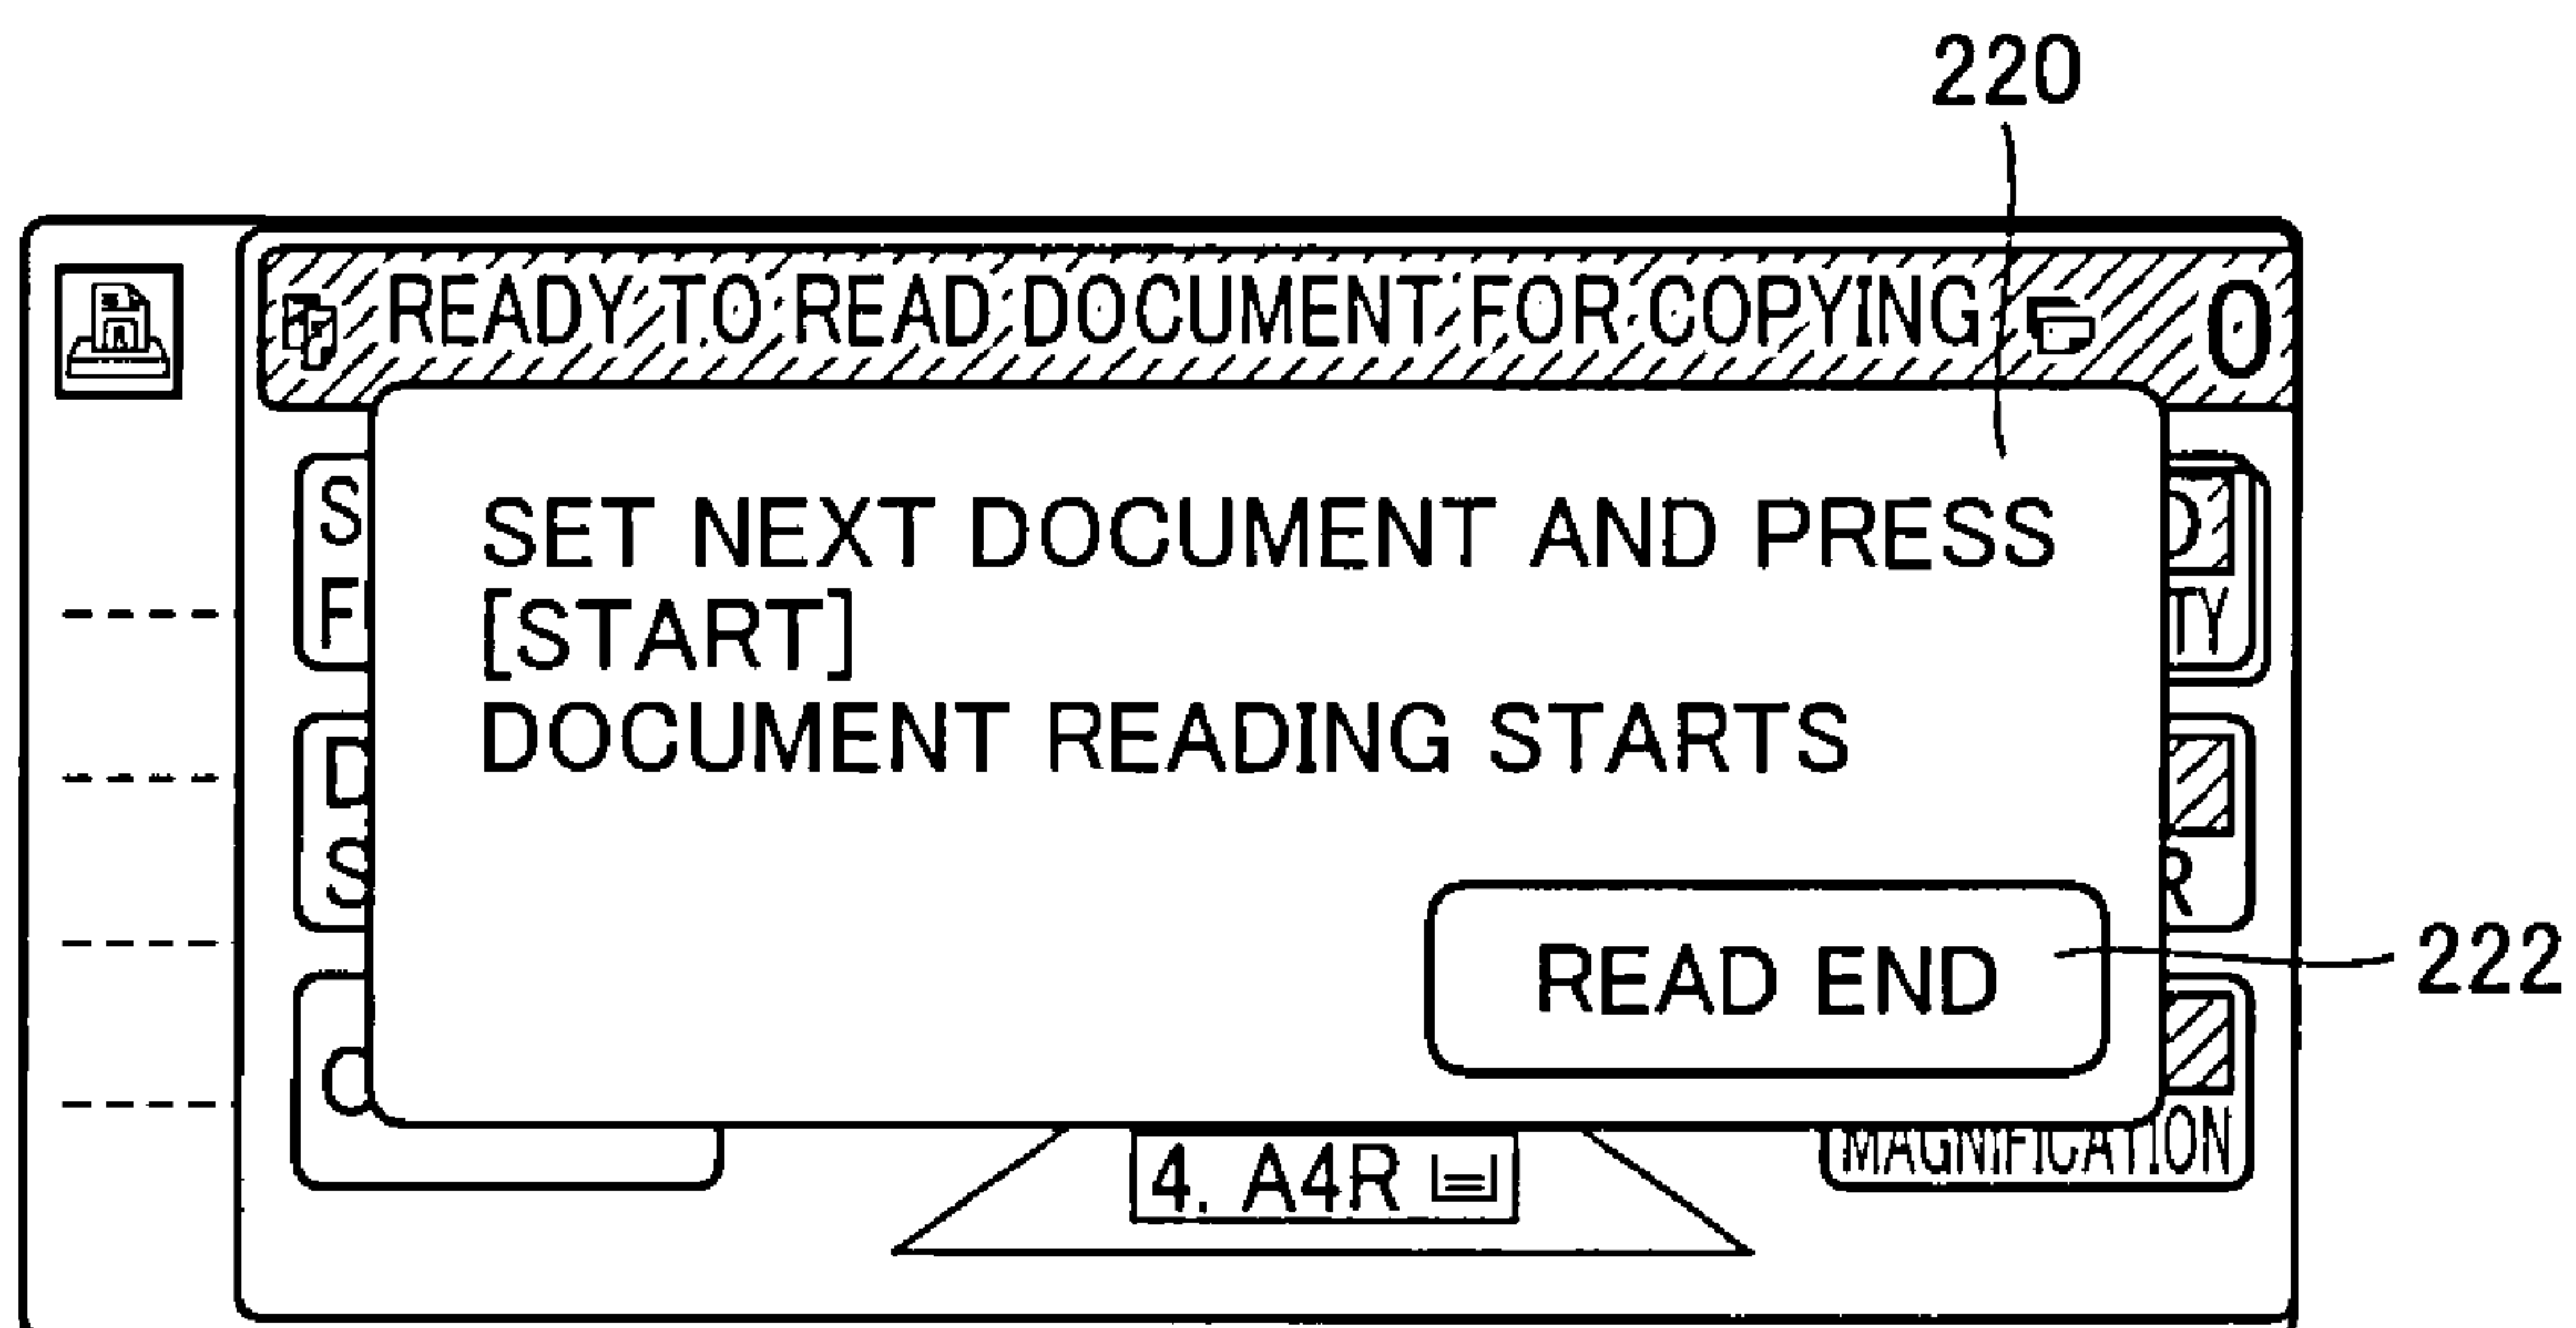 220
READY TO READ DOCUMENT FOR COPYING 0
SET NEXT DOCUMENT AND PRESS
[START]
DOCUMENT READING STARTS
READ END
222
S
F
D
S
TY
R
MAGNIFICATION
4. A4R